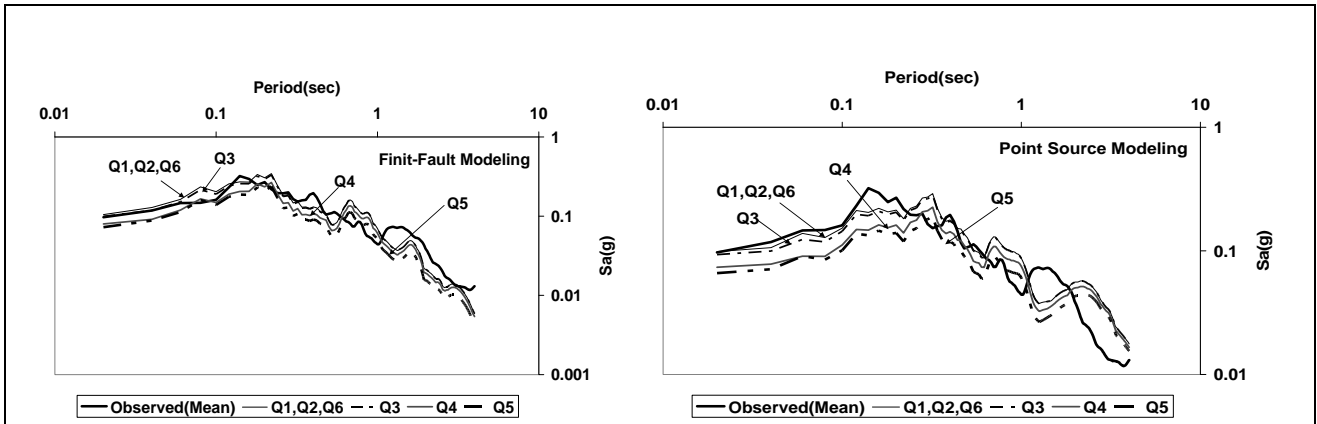 Period(sec)
0.01 0.1 1 10
1
0.1
0.01
0.001
Sa(g)
Finit-Fault Modeling
Q1,Q2,Q6
Q3
Q4
Q5
Observed(Mean) Q1,Q2,Q6 Q3 Q4 Q5
Period(sec)
0.01 0.1 1 10
1
0.1
0.01
Sa(g)
Point Source Modeling
Q4
Q1,Q2,Q6
Q3
Q5
Observed(Mean) Q1,Q2,Q6 Q3 Q4 Q5